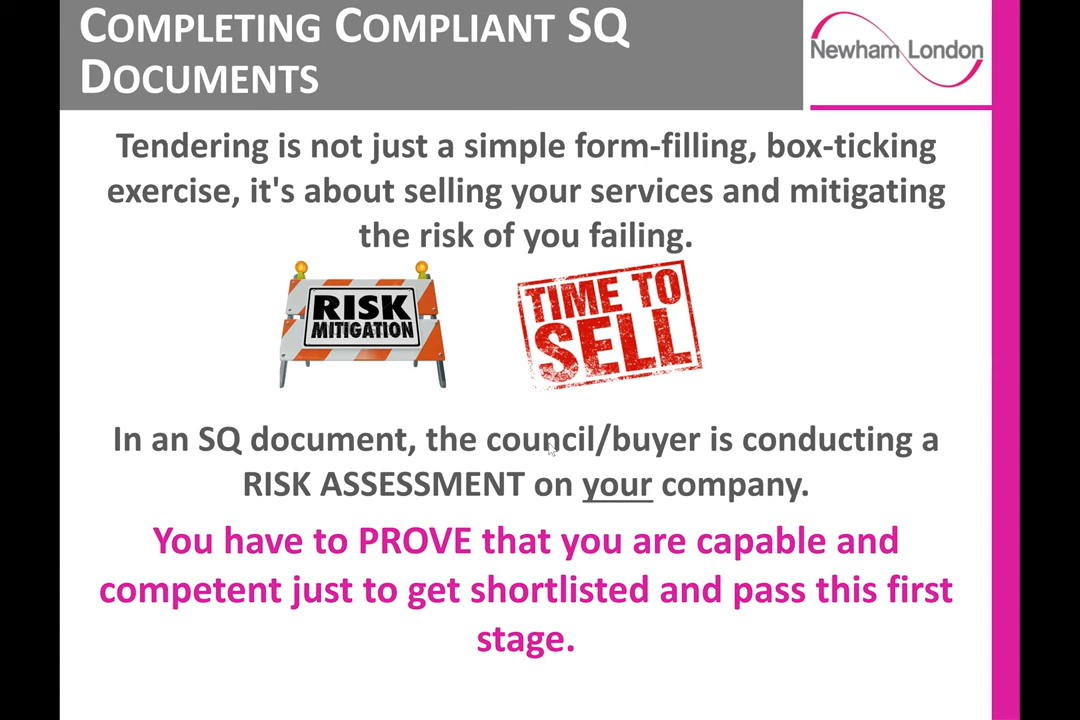 COMPLETING COMPLIANT SQ
DOCUMENTS
Newham London
Tendering is not just a simple form-filling, box-ticking
exercise, it's about selling your services and mitigating
the risk of you failing.
RISK
MITIGATION
TIME TO
SELL
In an SQ document, the council/buyer is conducting a
RISK ASSESSMENT on your company.
You have to PROVE that you are capable and
competent just to get shortlisted and pass this first
stage.